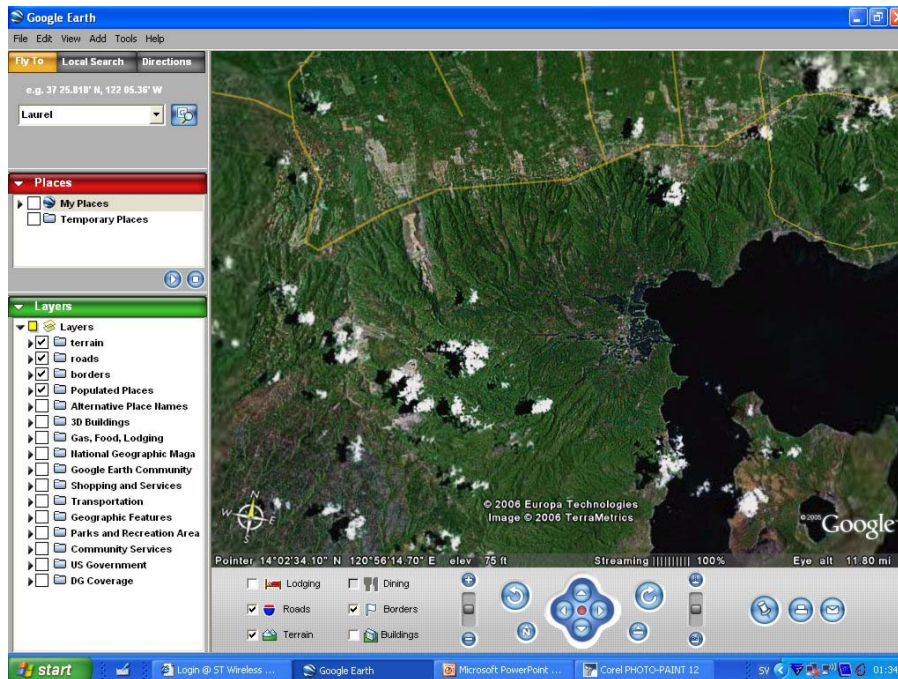 Google Earth
File Edit View Add Tools Help
Fly To Local Search Directions
e.g. 37 25.818' N, 122 05.36' W
Laurel
Places
My Places
Temporary Places
Layers
Layers
terrain
roads
borders
Populated Places
Alternative Place Names
3D Buildings
Gas, Food, Lodging
National Geographic Maga
Google Earth Community
Shopping and Services
Transportation
Geographic Features
Parks and Recreation Area
Community Services
US Government
DG Coverage
N
W E
S
© 2006 Europa Technologies
Image © 2006 TerraMetrics
©2005 Google
Pointer 14°02'34.10" N 120°56'14.70" E elev 75 ft Streaming |||||||||| 100% Eye alt 11.80 mi
Lodging Dining
Roads Borders
Terrain Buildings
N
start Login @ ST Wireless ... Google Earth Microsoft PowerPoint ... Corel PHOTO-PAINT 12 SV 01:34